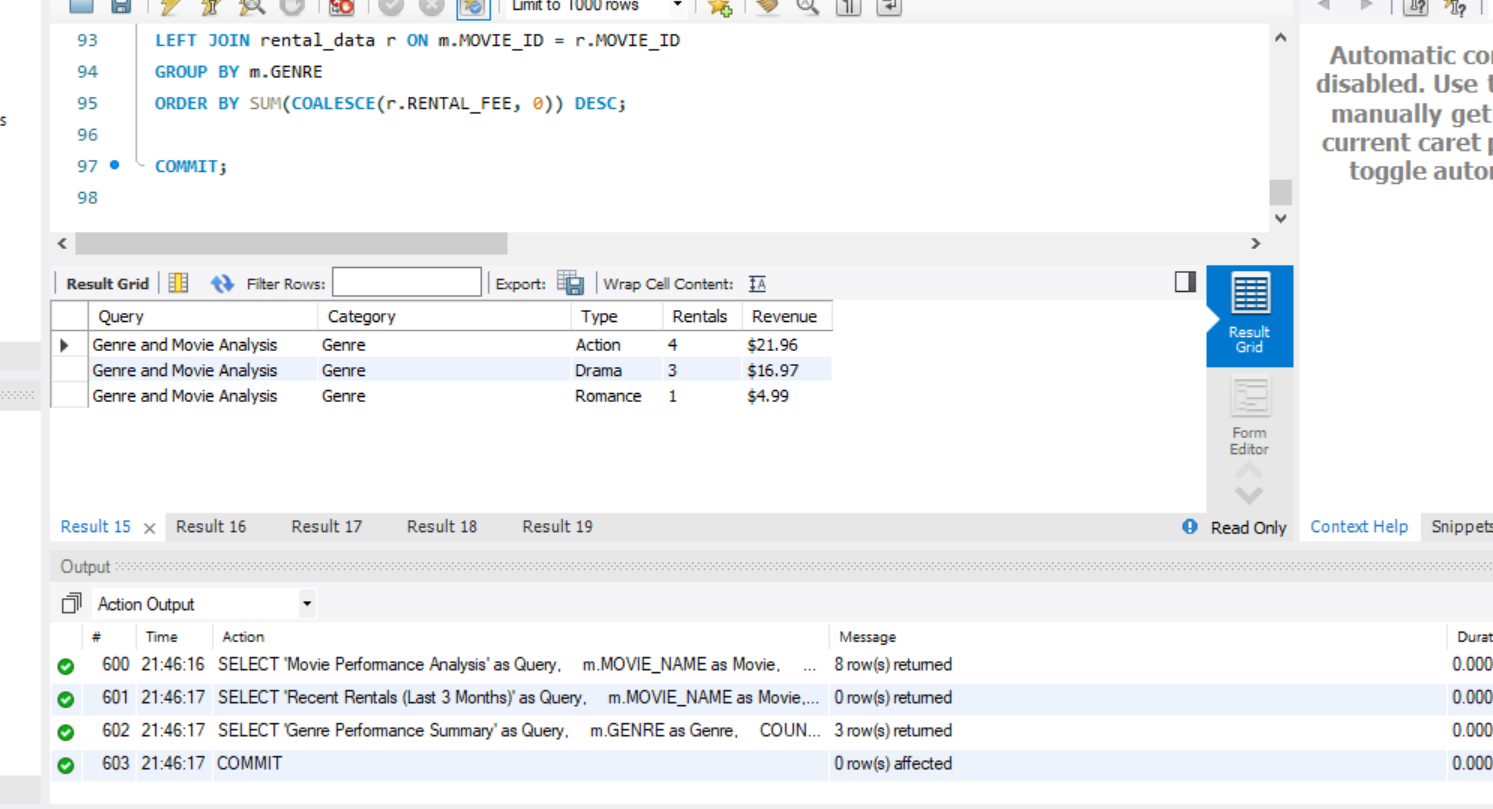 Limit to 1000 rows
93 LEFT JOIN rental_data r ON m.MOVIE_ID = r.MOVIE_ID
94 GROUP BY m.GENRE
95 ORDER BY SUM(COALESCE(r.RENTAL_FEE, 0)) DESC;
96
97 COMMIT;
98
s
Automatic co
disabled. Use t
manually get
current caret p
toggle auto
Result Grid Filter Rows: Export: Wrap Cell Content:
Query Category Type Rentals Revenue
Genre and Movie Analysis Genre Action 4 $21.96
Genre and Movie Analysis Genre Drama 3 $16.97
Genre and Movie Analysis Genre Romance 1 $4.99
Result
Grid
Form
Editor
Result 15 Result 16 Result 17 Result 18 Result 19 Read Only Context Help Snippets
Output
Action Output
# Time Action Message Durat
600 21:46:16 SELECT 'Movie Performance Analysis' as Query, m.MOVIE_NAME as Movie, ... 8 row(s) returned 0.000
601 21:46:17 SELECT 'Recent Rentals (Last 3 Months)' as Query, m.MOVIE_NAME as Movie,... 0 row(s) returned 0.000
602 21:46:17 SELECT 'Genre Performance Summary' as Query, m.GENRE as Genre, COUN... 3 row(s) returned 0.000
603 21:46:17 COMMIT 0 row(s) affected 0.000